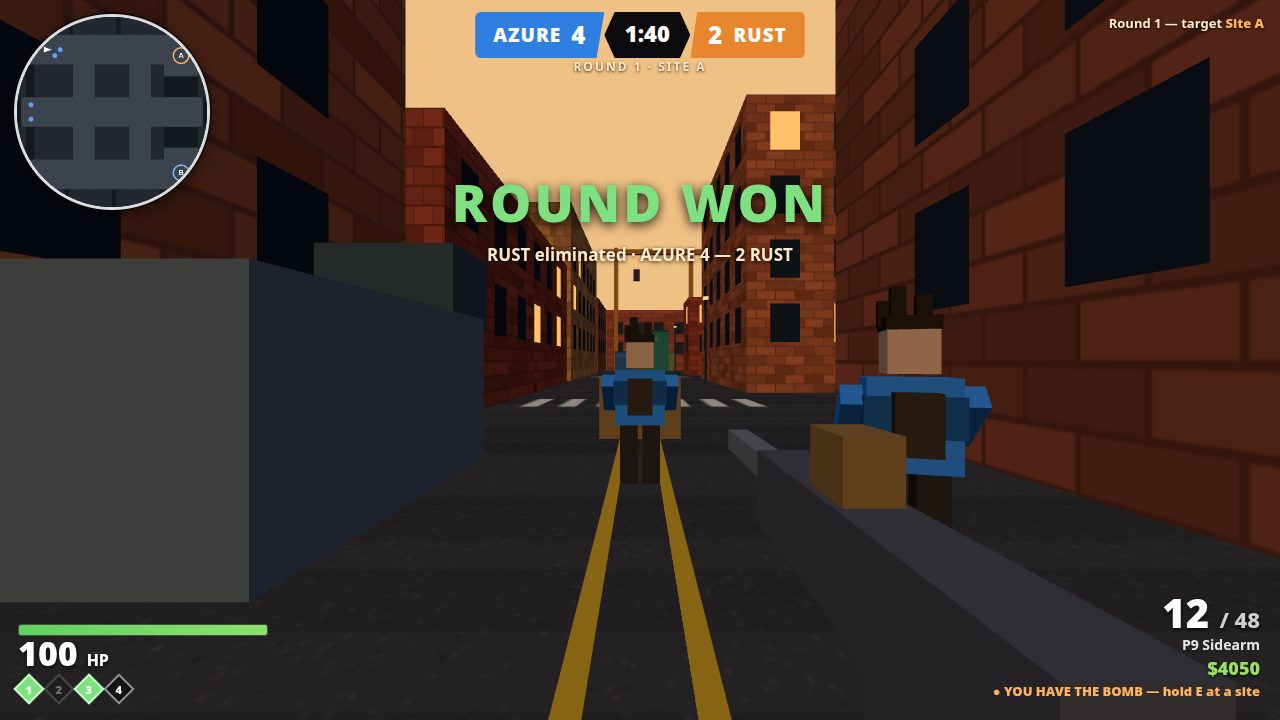 AZURE 4 1:40 2 RUST
ROUND 1 · SITE A
Round 1 — target Site A
A
B
ROUND WON
RUST eliminated · AZURE 4 — 2 RUST
100 HP
1 2 3 4
12 / 48
P9 Sidearm
$4050
● YOU HAVE THE BOMB — hold E at a site